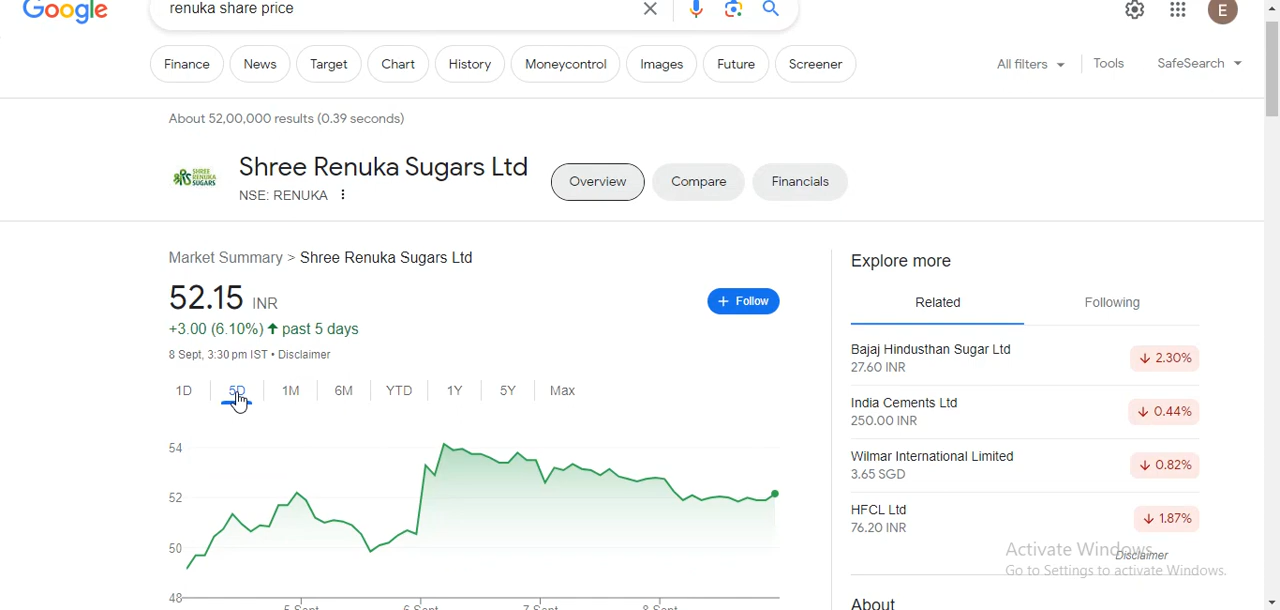 Google
renuka share price
E
Finance
News
Target
Chart
History
Moneycontrol
Images
Future
Screener
All filters
Tools
SafeSearch
About 52,00,000 results (0.39 seconds)
SHREE RENUKA SUGARS
Shree Renuka Sugars Ltd
NSE: RENUKA
Overview
Compare
Financials
Market Summary > Shree Renuka Sugars Ltd
52.15 INR
+ Follow
+3.00 (6.10%) ↑ past 5 days
8 Sept, 3:30 pm IST • Disclaimer
1D 5D 1M 6M YTD 1Y 5Y Max
54
52
50
48
5 Sept 6 Sept 7 Sept 8 Sept
Explore more
Related
Following
Bajaj Hindusthan Sugar Ltd
27.60 INR
↓ 2.30%
India Cements Ltd
250.00 INR
↓ 0.44%
Wilmar International Limited
3.65 SGD
↓ 0.82%
HFCL Ltd
76.20 INR
↓ 1.87%
Activate Windows
Disclaimer
Go to Settings to activate Windows.
About